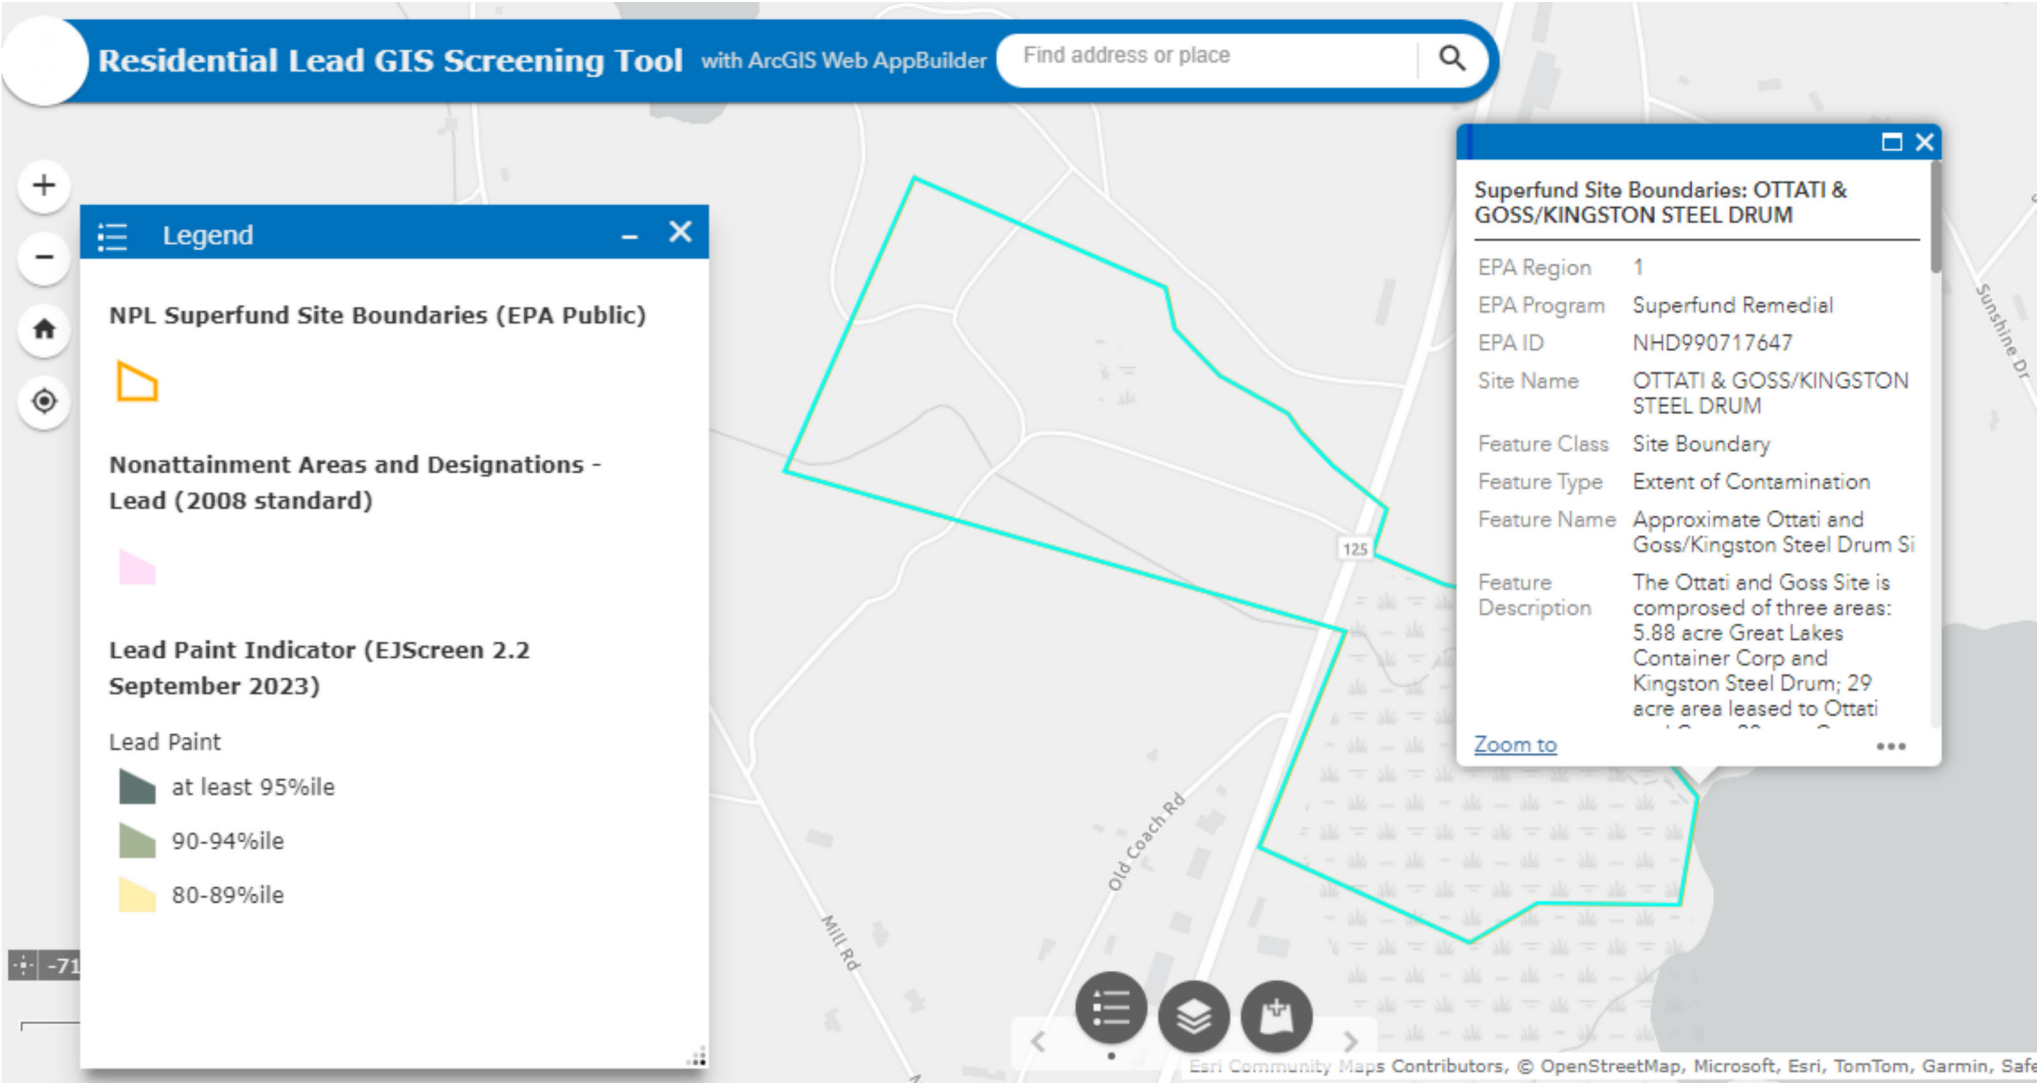 Residential Lead GIS Screening Tool with ArcGIS Web AppBuilder
Find address or place
Legend
NPL Superfund Site Boundaries (EPA Public)
Nonattainment Areas and Designations -
Lead (2008 standard)
Lead Paint Indicator (EJScreen 2.2
September 2023)
Lead Paint
at least 95%ile
90-94%ile
80-89%ile
-71
Mill Rd
Old Coach Rd
125
Sunshine Dr
Superfund Site Boundaries: OTTATI &
GOSS/KINGSTON STEEL DRUM
EPA Region 1
EPA Program Superfund Remedial
EPA ID NHD990717647
Site Name OTTATI & GOSS/KINGSTON
STEEL DRUM
Feature Class Site Boundary
Feature Type Extent of Contamination
Feature Name Approximate Ottati and
Goss/Kingston Steel Drum Si
Feature The Ottati and Goss Site is
Description comprosed of three areas:
5.88 acre Great Lakes
Container Corp and
Kingston Steel Drum; 29
acre area leased to Ottati
Zoom to
Esri Community Maps Contributors, © OpenStreetMap, Microsoft, Esri, TomTom, Garmin, Safe